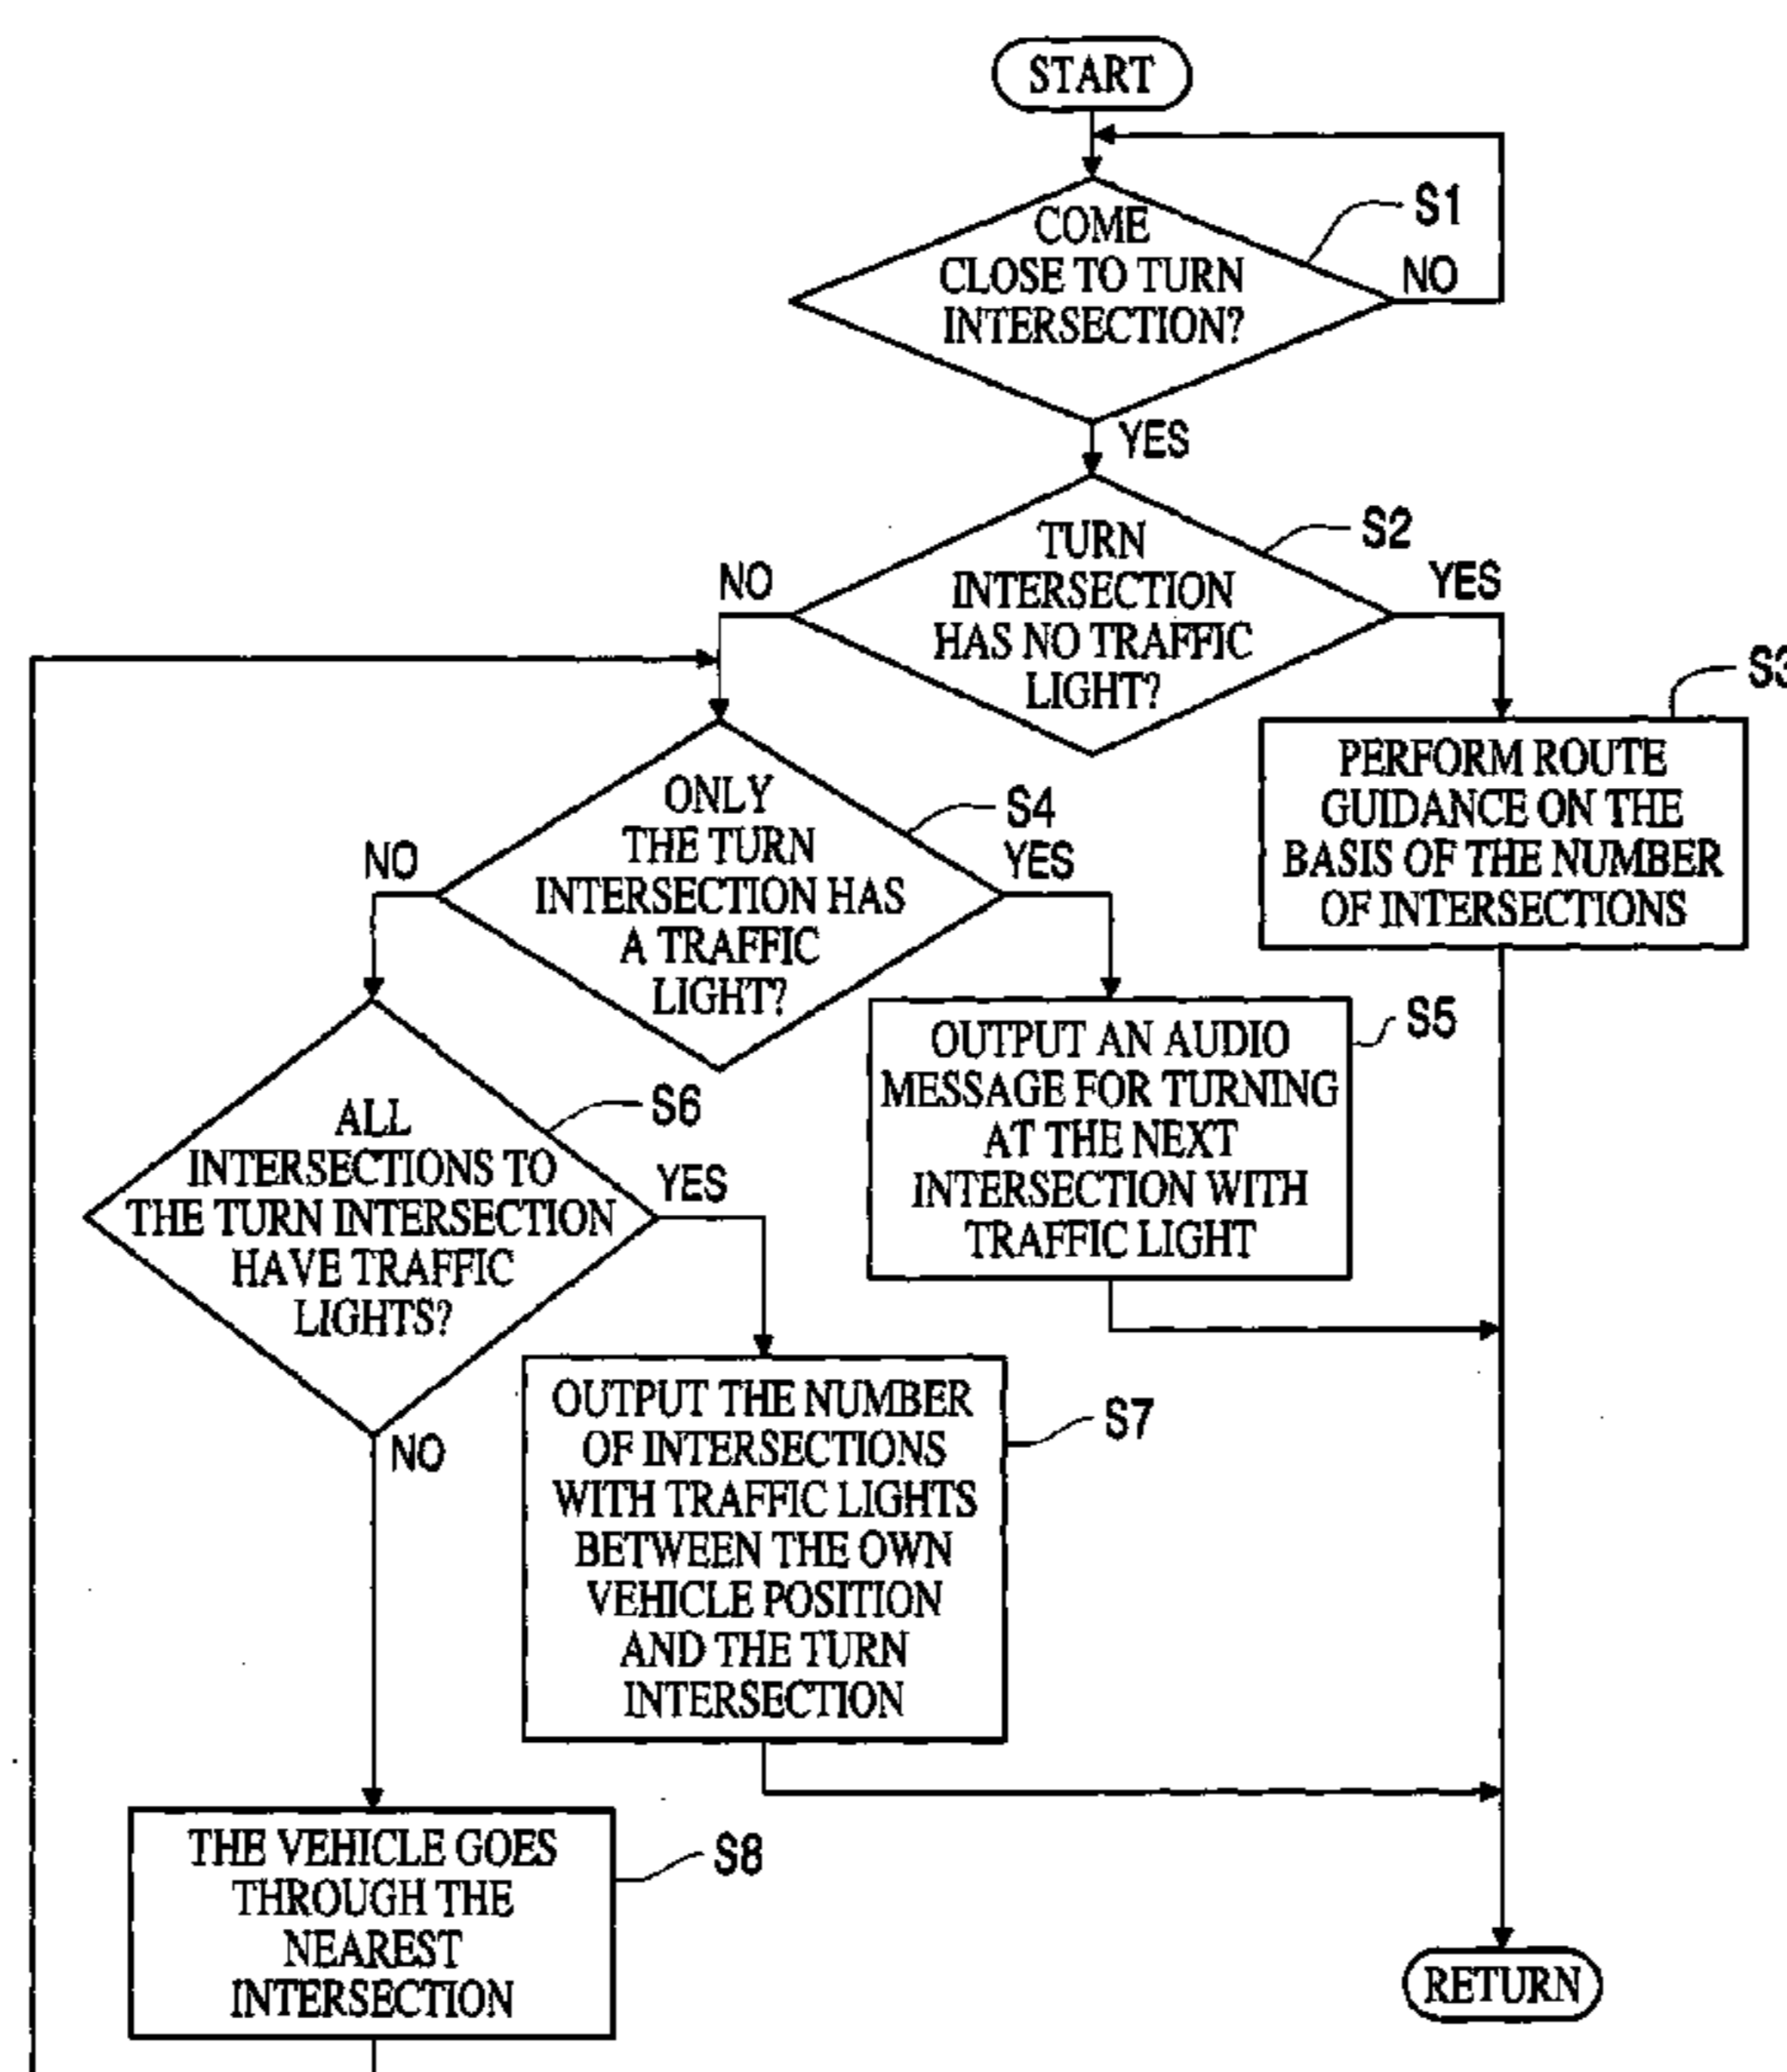 START
S1
COME
CLOSE TO TURN
INTERSECTION?
NO
YES
S2
TURN
INTERSECTION
HAS NO TRAFFIC
LIGHT?
NO
YES
S3
PERFORM ROUTE
GUIDANCE ON THE
BASIS OF THE NUMBER
OF INTERSECTIONS
S4
ONLY
THE TURN
INTERSECTION HAS
A TRAFFIC
LIGHT?
NO
YES
S5
OUTPUT AN AUDIO
MESSAGE FOR TURNING
AT THE NEXT
INTERSECTION WITH
TRAFFIC LIGHT
S6
ALL
INTERSECTIONS TO
THE TURN INTERSECTION
HAVE TRAFFIC
LIGHTS?
YES
NO
S7
OUTPUT THE NUMBER
OF INTERSECTIONS
WITH TRAFFIC LIGHTS
BETWEEN THE OWN
VEHICLE POSITION
AND THE TURN
INTERSECTION
S8
THE VEHICLE GOES
THROUGH THE
NEAREST
INTERSECTION
RETURN